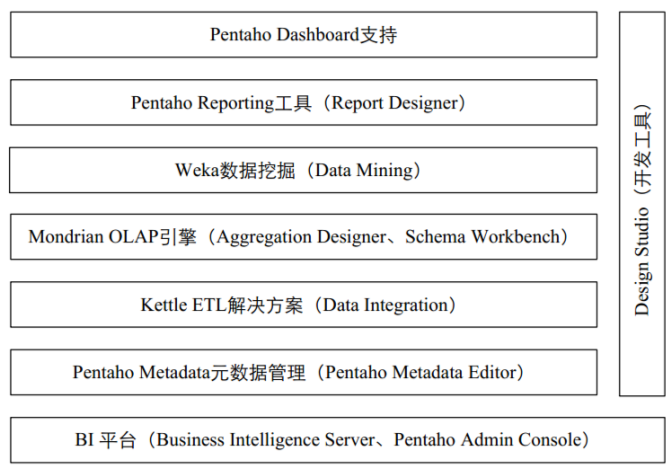 Pentaho Dashboard支持
Pentaho Reporting工具（Report Designer）
Weka数据挖掘（Data Mining）
Mondrian OLAP引擎（Aggregation Designer、Schema Workbench）
Kettle ETL解决方案（Data Integration）
Pentaho Metadata元数据管理（Pentaho Metadata Editor）
BI 平台（Business Intelligence Server、Pentaho Admin Console）
Design Studio（开发工具）